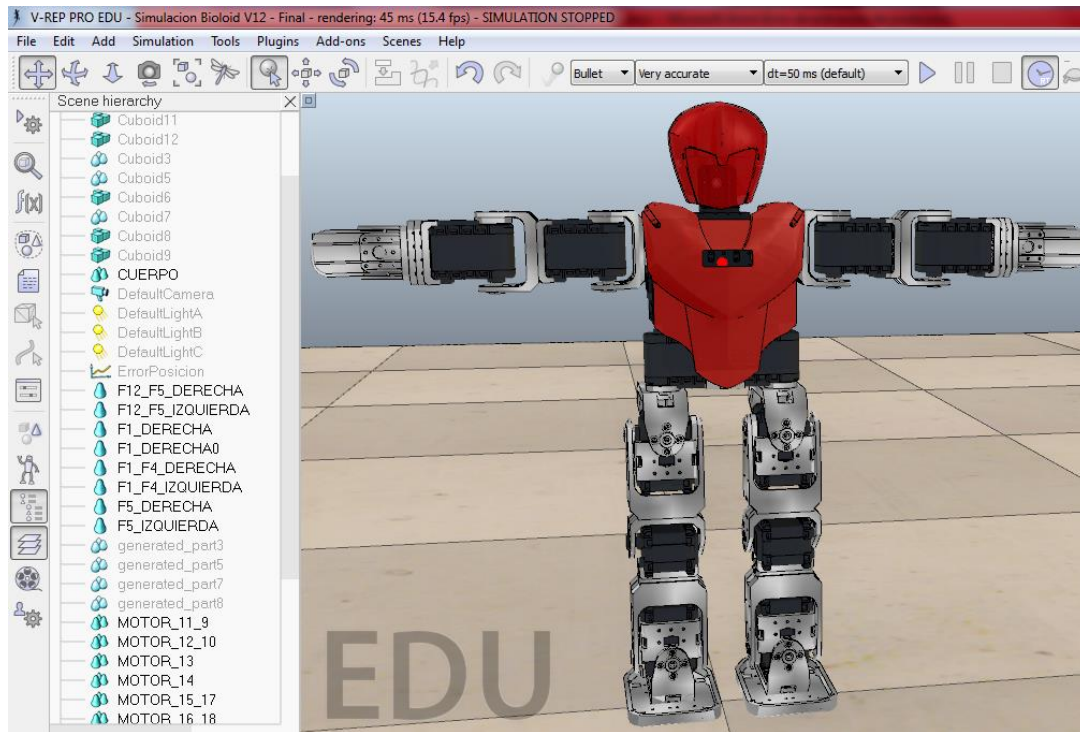 V-REP PRO EDU - Simulacion Bioloid V12 - Final - rendering: 45 ms (15.4 fps) - SIMULATION STOPPED
File Edit Add Simulation Tools Plugins Add-ons Scenes Help
Bullet Very accurate dt=50 ms (default)
Scene hierarchy
Cuboid11
Cuboid12
Cuboid3
Cuboid5
Cuboid6
Cuboid7
Cuboid8
Cuboid9
CUERPO
DefaultCamera
DefaultLightA
DefaultLightB
DefaultLightC
ErrorPosicion
F12_F5_DERECHA
F12_F5_IZQUIERDA
F1_DERECHA
F1_DERECHA0
F1_F4_DERECHA
F1_F4_IZQUIERDA
F5_DERECHA
F5_IZQUIERDA
generated_part3
generated_part5
generated_part7
generated_part8
MOTOR_11_9
MOTOR_12_10
MOTOR_13
MOTOR_14
MOTOR_15_17
MOTOR_16_18
f(x)
RT
EDU